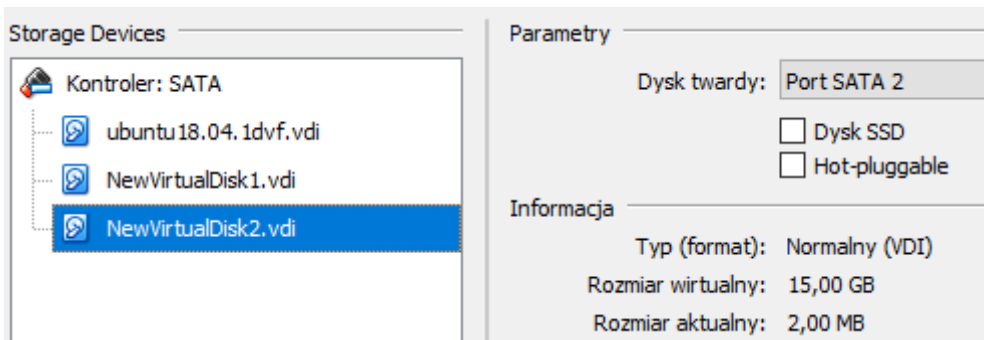 Storage Devices
Kontroler: SATA
ubuntu18.04.1dvf.vdi
NewVirtualDisk1.vdi
NewVirtualDisk2.vdi
Parametry
Dysk twardy: Port SATA 2
Dysk SSD
Hot-pluggable
Informacja
Typ (format): Normalny (VDI)
Rozmiar wirtualny: 15,00 GB
Rozmiar aktualny: 2,00 MB